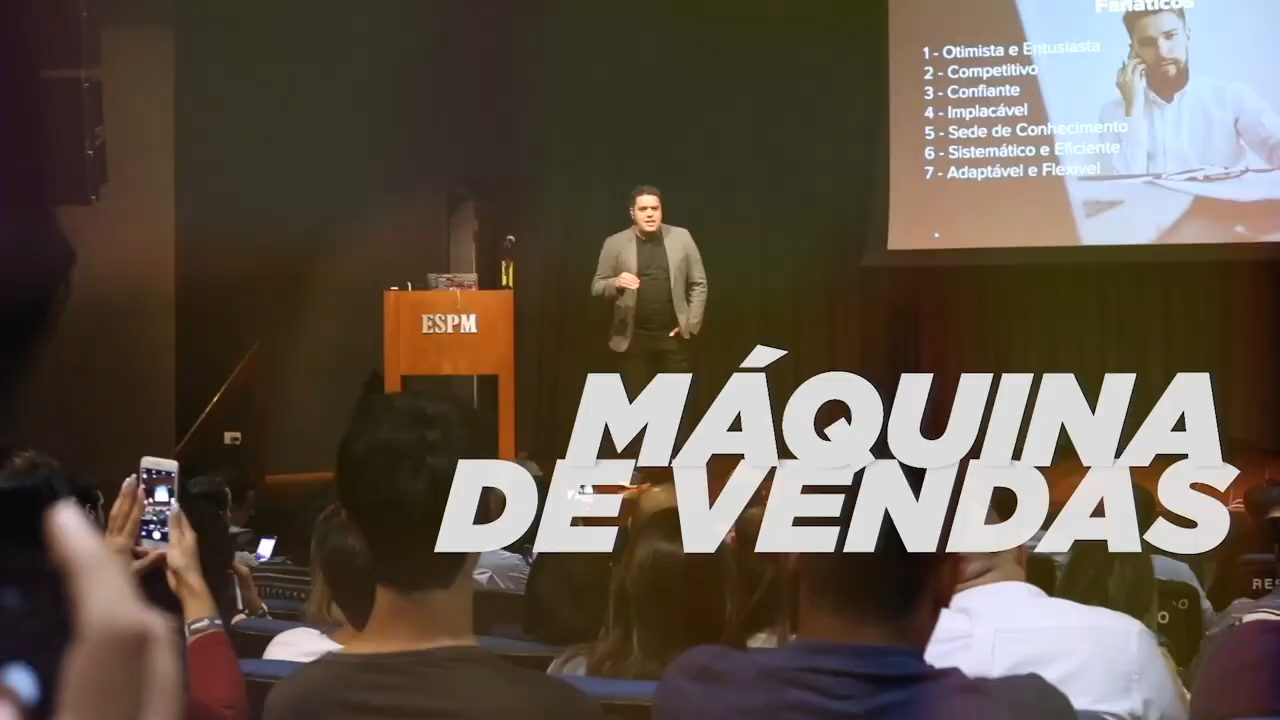 Fanáticos
1 - Otimista e Entusiasta
2 - Competitivo
3 - Confiante
4 - Implacável
5 - Sede de Conhecimento
6 - Sistemático e Eficiente
7 - Adaptável e Flexível
ESPM
MÁQUINA
DE VENDAS